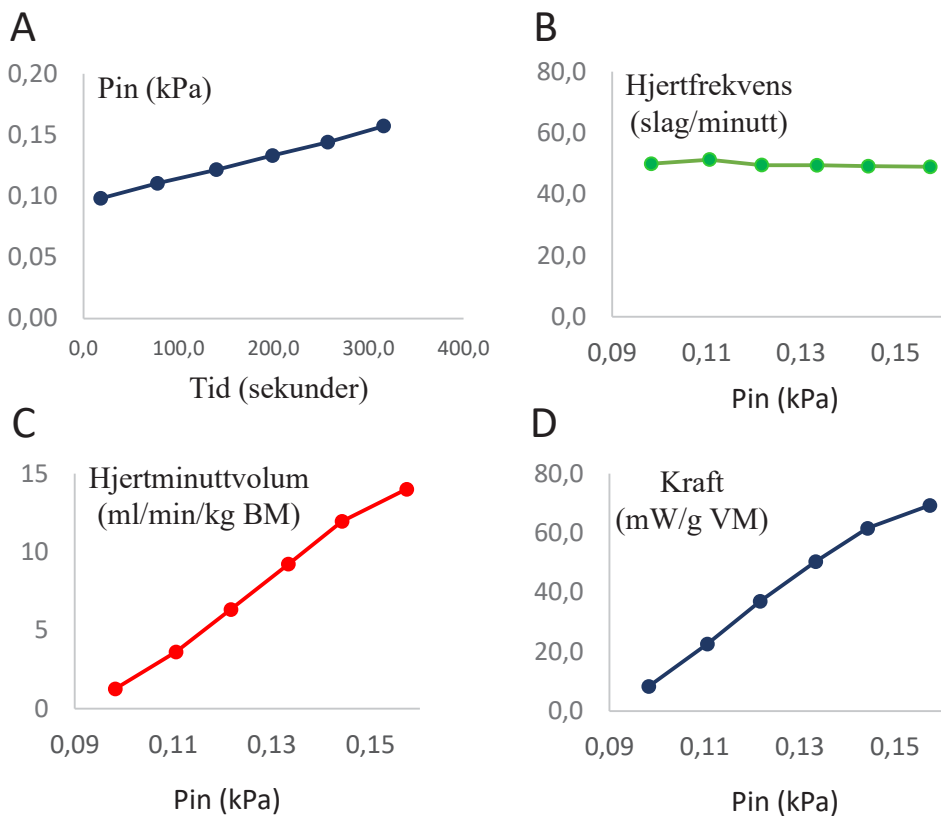 A
0,20
Pin (kPa)
0,15
0,10
0,05
0,00
0,0 100,0 200,0 300,0 400,0
Tid (sekunder)
B
80,0
Hjertfrekvens
(slag/minutt)
60,0
40,0
20,0
0,0
0,09 0,11 0,13 0,15
Pin (kPa)
C
15
Hjertminuttvolum
(ml/min/kg BM)
10
5
0
0,09 0,11 0,13 0,15
Pin (kPa)
D
80,0
Kraft
(mW/g VM)
60,0
40,0
20,0
0,0
0,09 0,11 0,13 0,15
Pin (kPa)